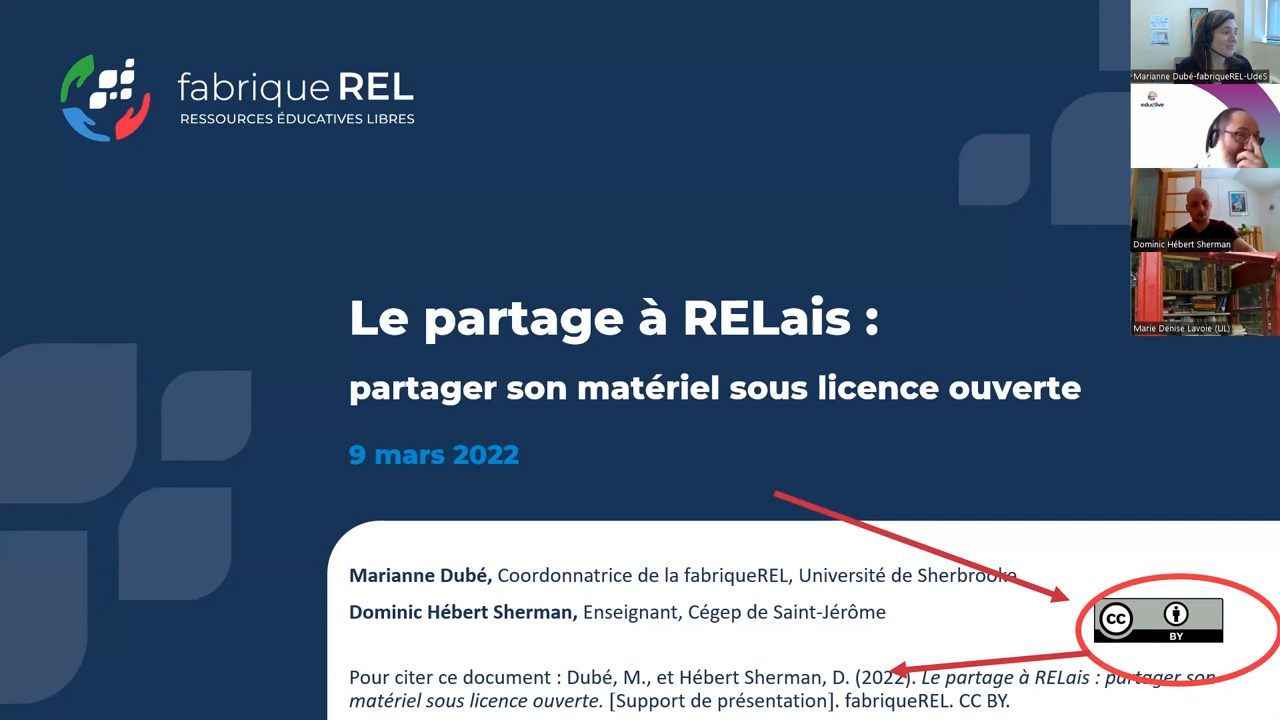 fabrique REL
RESSOURCES ÉDUCATIVES LIBRES
Marianne Dubé-fabriqueREL-UdeS
eductive
Dominic Hébert Sherman
Marie Denise Lavoie (UL)
Le partage à RELais :
partager son matériel sous licence ouverte
9 mars 2022
Marianne Dubé, Coordonnatrice de la fabriqueREL, Université de Sherbrooke
Dominic Hébert Sherman, Enseignant, Cégep de Saint-Jérôme
cc
BY
Pour citer ce document : Dubé, M., et Hébert Sherman, D. (2022). Le partage à RELais : partager son
matériel sous licence ouverte. [Support de présentation]. fabriqueREL. CC BY.